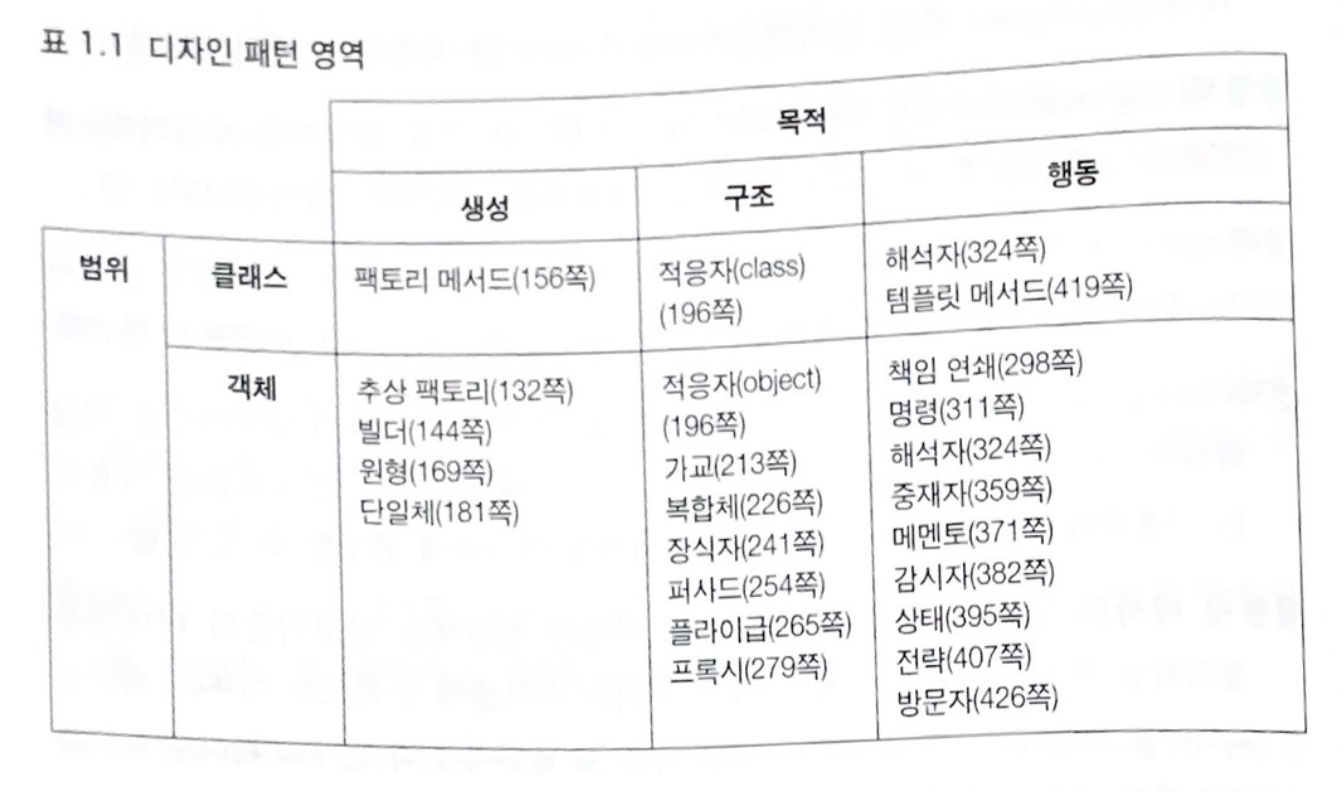 표 1.1 디자인 패턴 영역
목적
생성 구조 행동
범위 클래스 팩토리 메서드(156쪽) 적응자(class) 해석자(324쪽)
(196쪽) 템플릿 메서드(419쪽)
객체 추상 팩토리(132쪽) 적응자(object) 책임 연쇄(298쪽)
빌더(144쪽) (196쪽) 명령(311쪽)
원형(169쪽) 가교(213쪽) 해석자(324쪽)
단일체(181쪽) 복합체(226쪽) 중재자(359쪽)
장식자(241쪽) 메멘토(371쪽)
퍼사드(254쪽) 감시자(382쪽)
플라이급(265쪽) 상태(395쪽)
프록시(279쪽) 전략(407쪽)
방문자(426쪽)